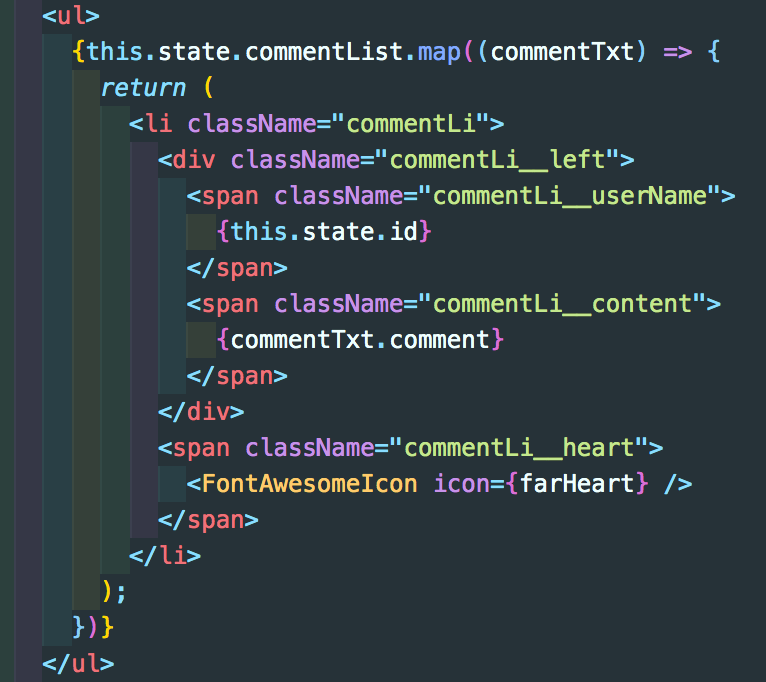 <ul>
{this.state.commentList.map((commentTxt) => {
return (
<li className="commentLi">
<div className="commentLi__left">
<span className="commentLi__userName">
{this.state.id}
</span>
<span className="commentLi__content">
{commentTxt.comment}
</span>
</div>
<span className="commentLi__heart">
<FontAwesomeIcon icon={farHeart} />
</span>
</li>
);
})}
</ul>